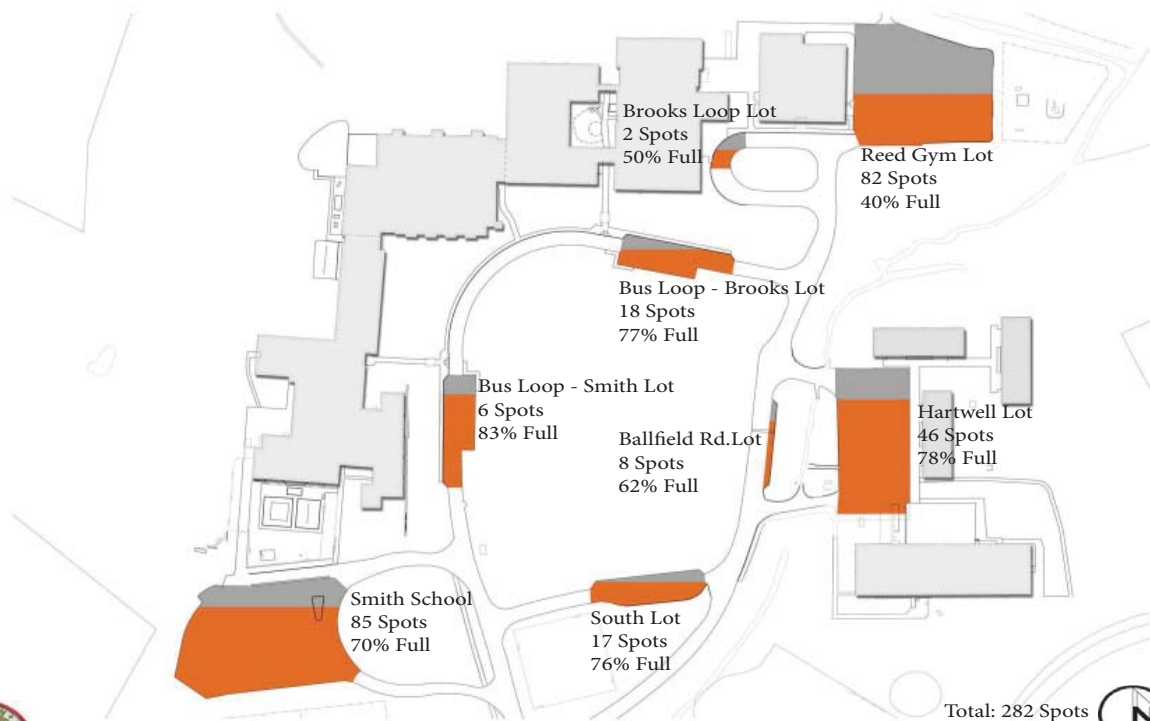 Brooks Loop Lot
2 Spots
50% Full
Reed Gym Lot
82 Spots
40% Full
Bus Loop - Brooks Lot
18 Spots
77% Full
Bus Loop - Smith Lot
6 Spots
83% Full
Ballfield Rd.Lot
8 Spots
62% Full
Hartwell Lot
46 Spots
78% Full
Smith School
85 Spots
70% Full
South Lot
17 Spots
76% Full
Total: 282 Spots
N